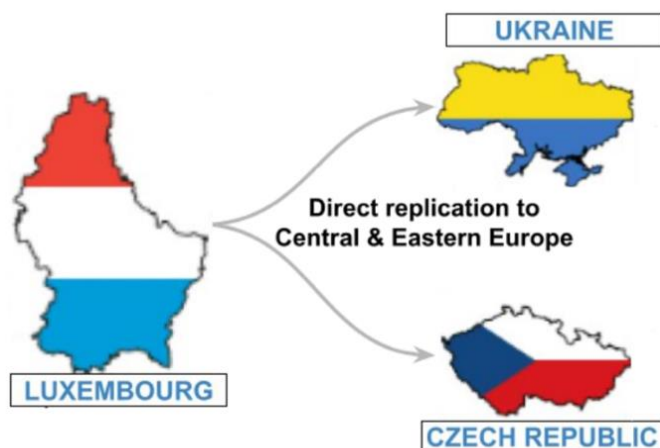 UKRAINE
Direct replication to
Central & Eastern Europe
LUXEMBOURG
CZECH REPUBLIC